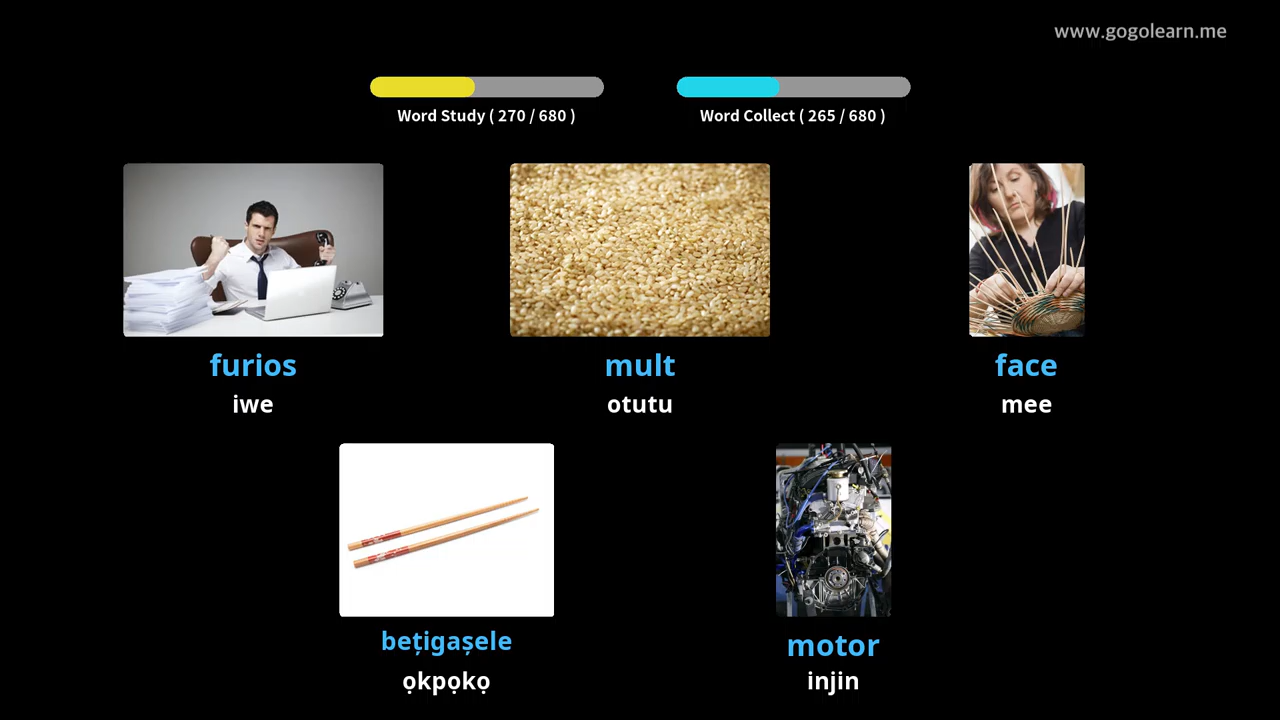 www.gogolearn.me
Word Study ( 270 / 680 )
Word Collect ( 265 / 680 )
furios
iwe
mult
otutu
face
mee
bețigașele
ọkpọkọ
motor
injin